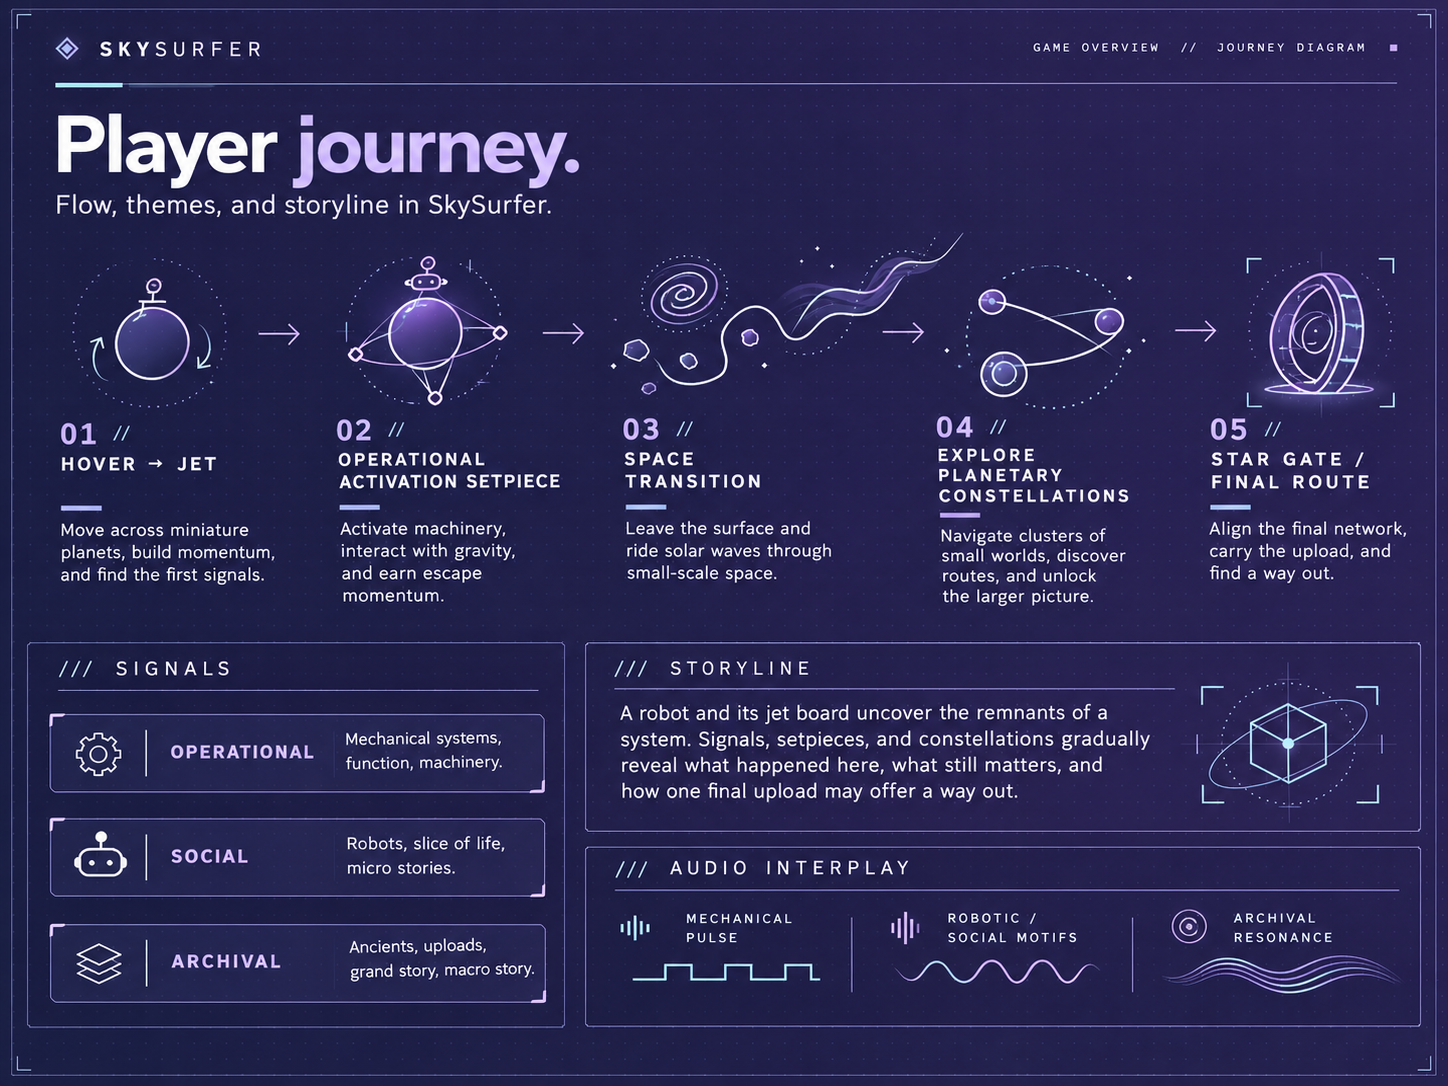 SKYSURFER
GAME OVERVIEW // JOURNEY DIAGRAM
Player journey.
Flow, themes, and storyline in SkySurfer.
01 //
HOVER → JET
Move across miniature
planets, build momentum,
and find the first signals.
02 //
OPERATIONAL
ACTIVATION SETPIECE
Activate machinery,
interact with gravity,
and earn escape
momentum.
03 //
SPACE
TRANSITION
Leave the surface and
ride solar waves through
small-scale space.
04 //
EXPLORE
PLANETARY
CONSTELLATIONS
Navigate clusters of
small worlds, discover
routes, and unlock
the larger picture.
05 //
STAR GATE /
FINAL ROUTE
Align the final network,
carry the upload, and
find a way out.
/// SIGNALS
OPERATIONAL
Mechanical systems,
function, machinery.
SOCIAL
Robots, slice of life,
micro stories.
ARCHIVAL
Ancients, uploads,
grand story, macro story.
/// STORYLINE
A robot and its jet board uncover the remnants of a
system. Signals, setpieces, and constellations gradually
reveal what happened here, what still matters, and
how one final upload may offer a way out.
/// AUDIO INTERPLAY
MECHANICAL
PULSE
ROBOTIC /
SOCIAL MOTIFS
ARCHIVAL
RESONANCE